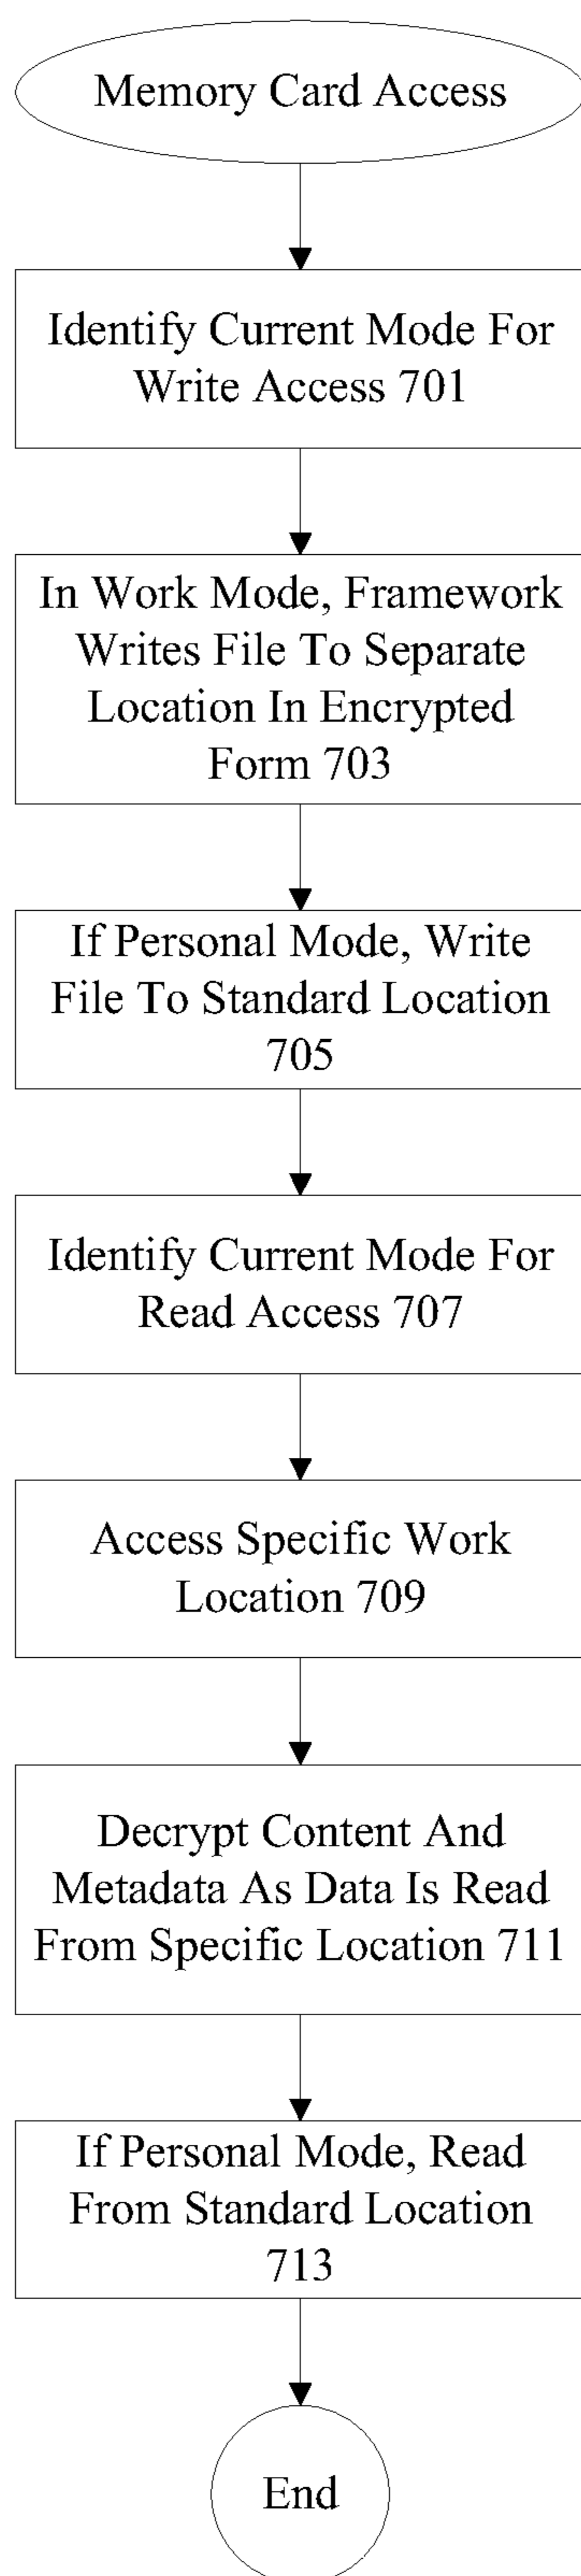 Memory Card Access
Identify Current Mode For
Write Access 701
In Work Mode, Framework
Writes File To Separate
Location In Encrypted
Form 703
If Personal Mode, Write
File To Standard Location
705
Identify Current Mode For
Read Access 707
Access Specific Work
Location 709
Decrypt Content And
Metadata As Data Is Read
From Specific Location 711
If Personal Mode, Read
From Standard Location
713
End